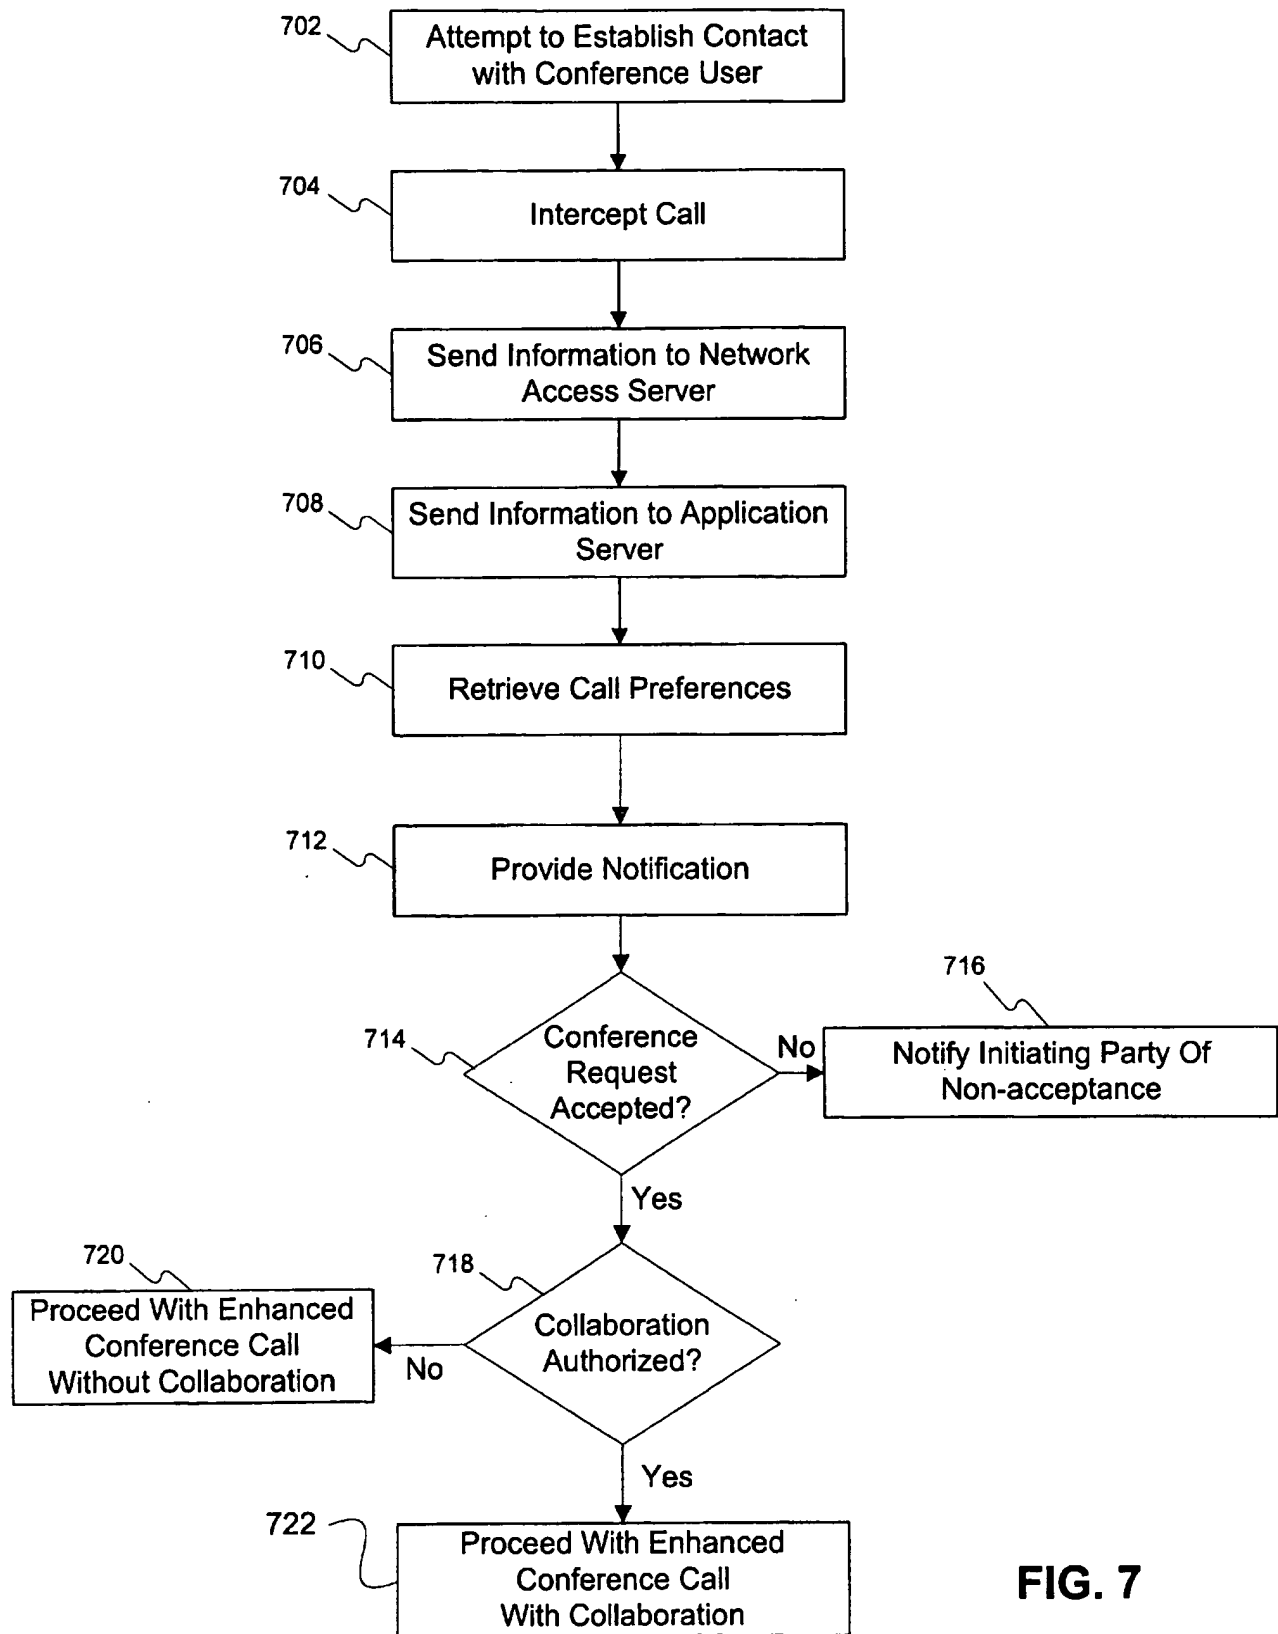 702
Attempt to Establish Contact
with Conference User
704
Intercept Call
706
Send Information to Network
Access Server
708
Send Information to Application
Server
710
Retrieve Call Preferences
712
Provide Notification
714
Conference
Request
Accepted?
No
716
Notify Initiating Party Of
Non-acceptance
Yes
718
Collaboration
Authorized?
No
720
Proceed With Enhanced
Conference Call
Without Collaboration
Yes
722
Proceed With Enhanced
Conference Call
With Collaboration
FIG. 7